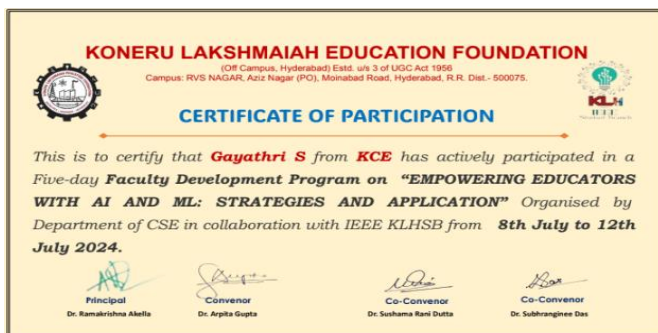 KONERU LAKSHMAIAH EDUCATION FOUNDATION
(Off Campus, Hyderabad) Estd. u/s 3 of UGC Act 1956
Campus: RVS NAGAR, Aziz Nagar (PO), Moinabad Road, Hyderabad, R.R. Dist.- 500075.
KLH
IEEE
CERTIFICATE OF PARTICIPATION
This is to certify that Gayathri S from KCE has actively participated in a
Five-day Faculty Development Program on “EMPOWERING EDUCATORS
WITH AI AND ML: STRATEGIES AND APPLICATION” Organised by
Department of CSE in collaboration with IEEE KLHSB from 8th July to 12th
July 2024.
Principal
Dr. Ramakrishna Akella
Convenor
Dr. Arpita Gupta
Co-Convenor
Dr. Sushama Rani Dutta
Co-Convenor
Dr. Subhranginee Das